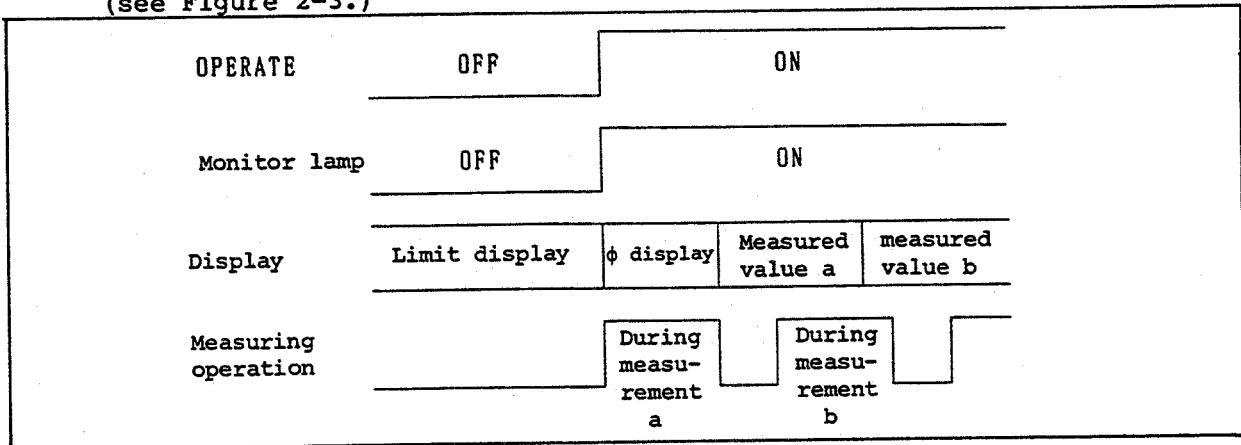 (see Figure 2-3.)
OPERATE OFF ON
Monitor lamp OFF ON
Display Limit display ϕ display Measured value a measured value b
Measuring operation During measu- rement a During measu- rement b